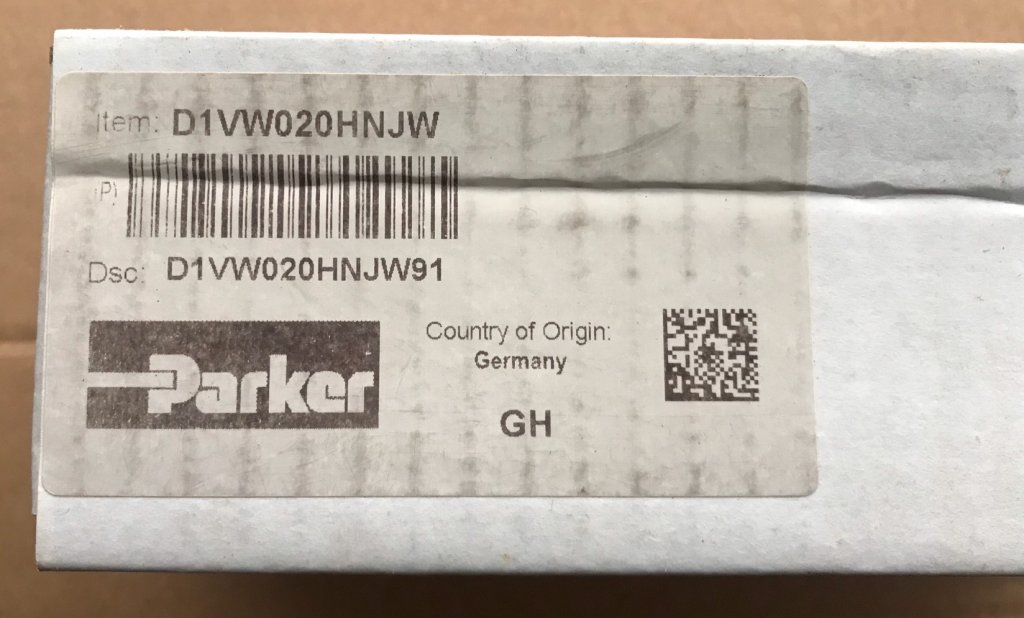 Item: D1VW020HNJW
(P)
Dsc: D1VW020HNJW91
Parker
Country of Origin:
Germany
GH